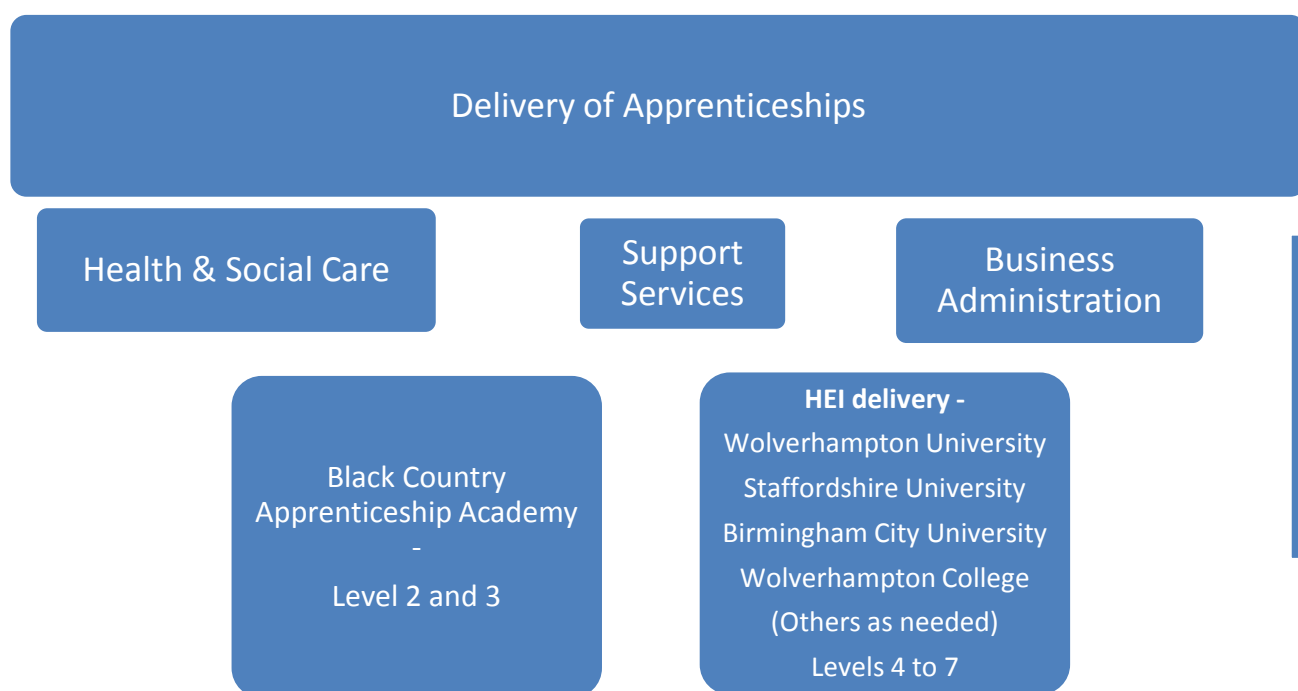 Delivery of Apprenticeships
Health & Social Care
Support
Services
Business
Administration
Black Country
Apprenticeship Academy
-
Level 2 and 3
HEI delivery -
Wolverhampton University
Staffordshire University
Birmingham City University
Wolverhampton College
(Others as needed)
Levels 4 to 7